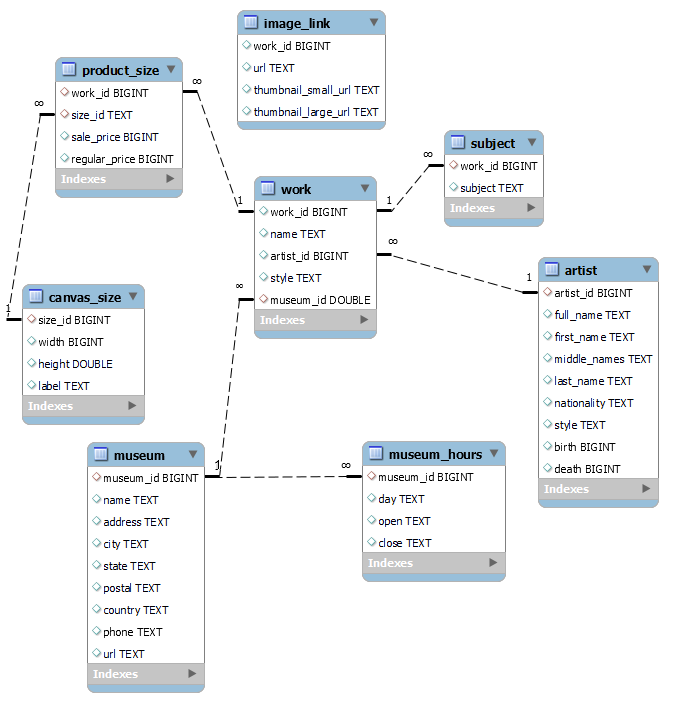 image_link
work_id BIGINT
url TEXT
thumbnail_small_url TEXT
thumbnail_large_url TEXT
product_size
work_id BIGINT
size_id TEXT
sale_price BIGINT
regular_price BIGINT
Indexes
∞
∞
subject
work_id BIGINT
subject TEXT
Indexes
∞
work
work_id BIGINT
name TEXT
artist_id BIGINT
style TEXT
museum_id DOUBLE
Indexes
1
1
∞
∞
artist
artist_id BIGINT
full_name TEXT
first_name TEXT
middle_names TEXT
last_name TEXT
nationality TEXT
style TEXT
birth BIGINT
death BIGINT
Indexes
1
canvas_size
size_id BIGINT
width BIGINT
height DOUBLE
label TEXT
Indexes
1
museum
museum_id BIGINT
name TEXT
address TEXT
city TEXT
state TEXT
postal TEXT
country TEXT
phone TEXT
url TEXT
Indexes
1
museum_hours
museum_id BIGINT
day TEXT
open TEXT
close TEXT
Indexes
∞